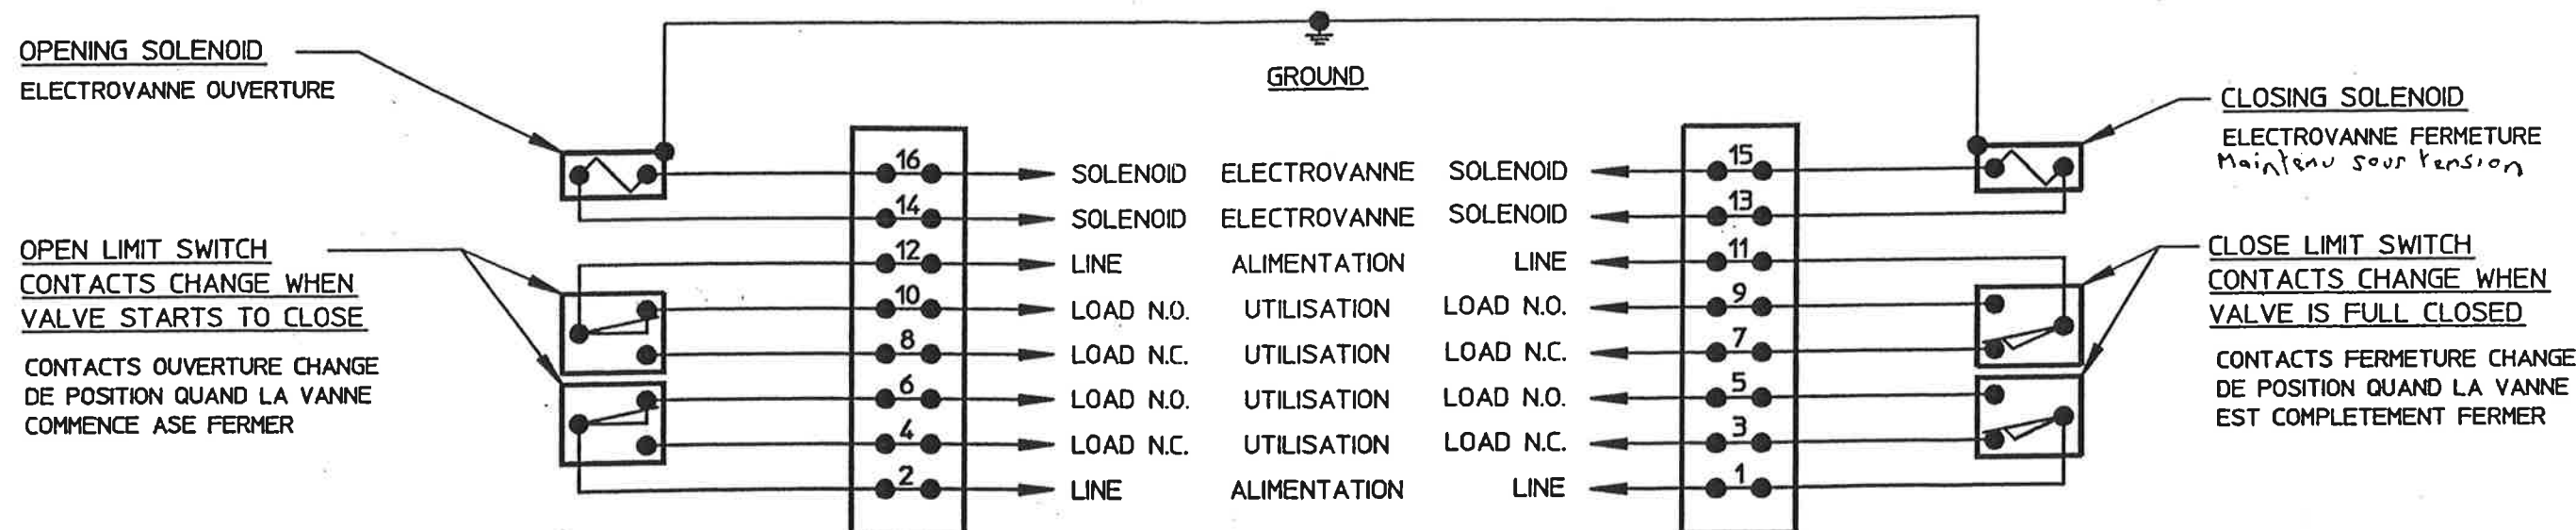 OPENING SOLENOID
ELECTROVANNE OUVERTURE
GROUND
CLOSING SOLENOID
ELECTROVANNE FERMETURE
Maintenu sous tension
16 SOLENOID ELECTROVANNE SOLENOID 15
14 SOLENOID ELECTROVANNE SOLENOID 13
12 LINE ALIMENTATION LINE 11
10 LOAD N.O. UTILISATION LOAD N.O. 9
8 LOAD N.C. UTILISATION LOAD N.C. 7
6 LOAD N.O. UTILISATION LOAD N.O. 5
4 LOAD N.C. UTILISATION LOAD N.C. 3
2 LINE ALIMENTATION LINE 1
OPEN LIMIT SWITCH
CONTACTS CHANGE WHEN
VALVE STARTS TO CLOSE
CONTACTS OUVERTURE CHANGE
DE POSITION QUAND LA VANNE
COMMENCE ASE FERMER
CLOSE LIMIT SWITCH
CONTACTS CHANGE WHEN
VALVE IS FULL CLOSED
CONTACTS FERMETURE CHANGE
DE POSITION QUAND LA VANNE
EST COMPLETEMENT FERMER